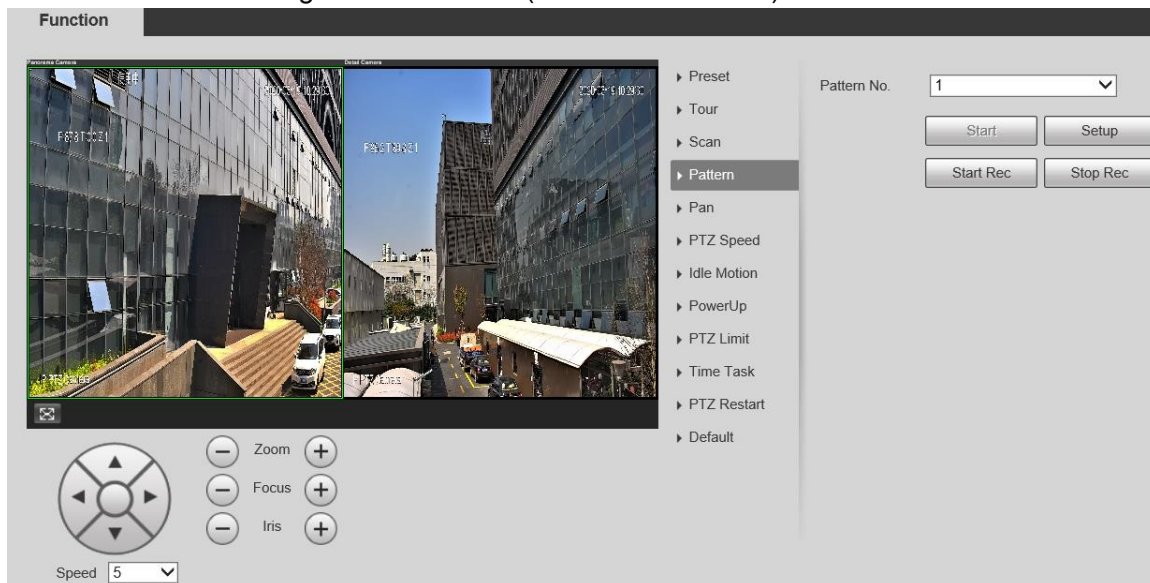 Function
Panorama Camera
Detail Camera
Preset
Tour
Scan
Pattern
Pan
PTZ Speed
Idle Motion
PowerUp
PTZ Limit
Time Task
PTZ Restart
Default
Pattern No. 1
Start Setup
Start Rec Stop Rec
Zoom
Focus
Iris
Speed 5